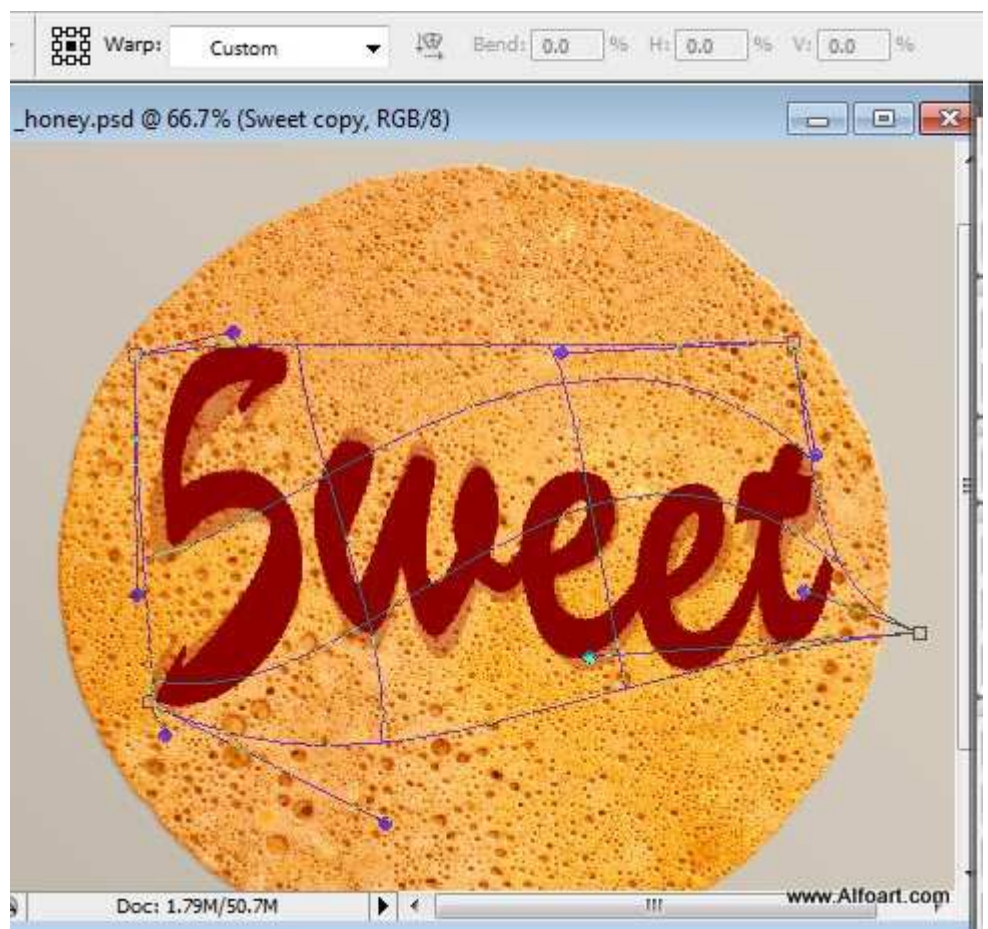 Warp: Custom Bend: 0.0 % H: 0.0 % V: 0.0 %
_honey.psd @ 66.7% (Sweet copy, RGB/8)
Sweet
www.Alfoart.com
Doc: 1.79M/50.7M